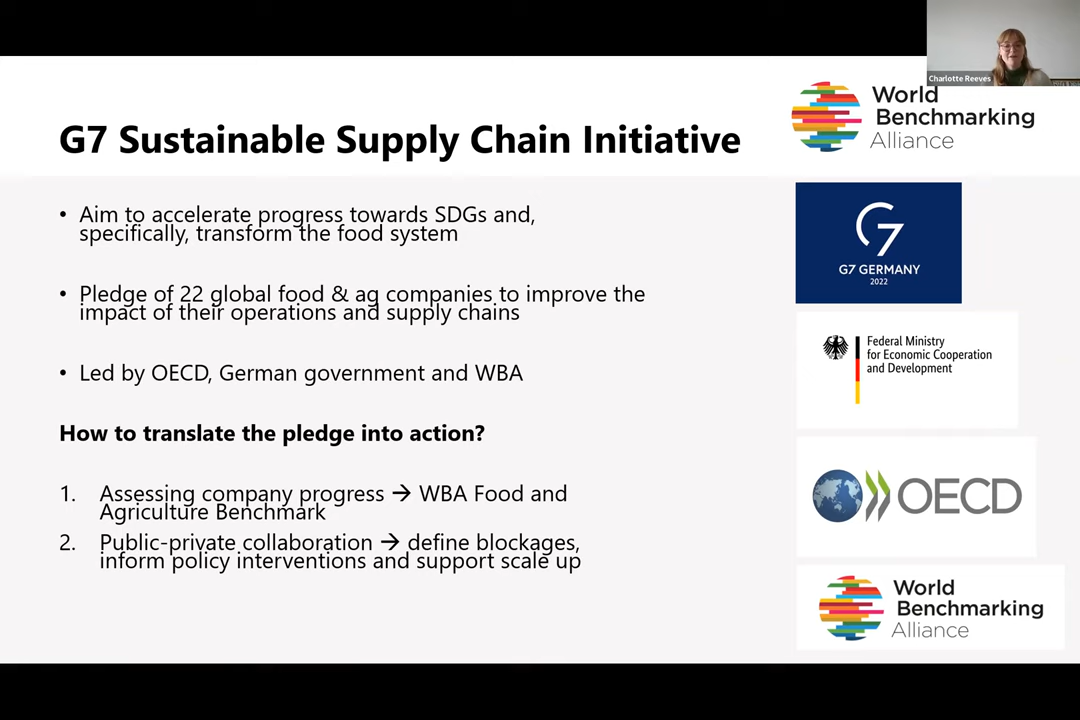 Charlotte Reeves
World
Benchmarking
Alliance
G7 Sustainable Supply Chain Initiative
• Aim to accelerate progress towards SDGs and,
specifically, transform the food system
• Pledge of 22 global food & ag companies to improve the
impact of their operations and supply chains
• Led by OECD, German government and WBA
How to translate the pledge into action?
1. Assessing company progress → WBA Food and
Agriculture Benchmark
2. Public-private collaboration → define blockages,
inform policy interventions and support scale up
G7
G7 GERMANY
2022
Federal Ministry
for Economic Cooperation
and Development
OECD
World
Benchmarking
Alliance